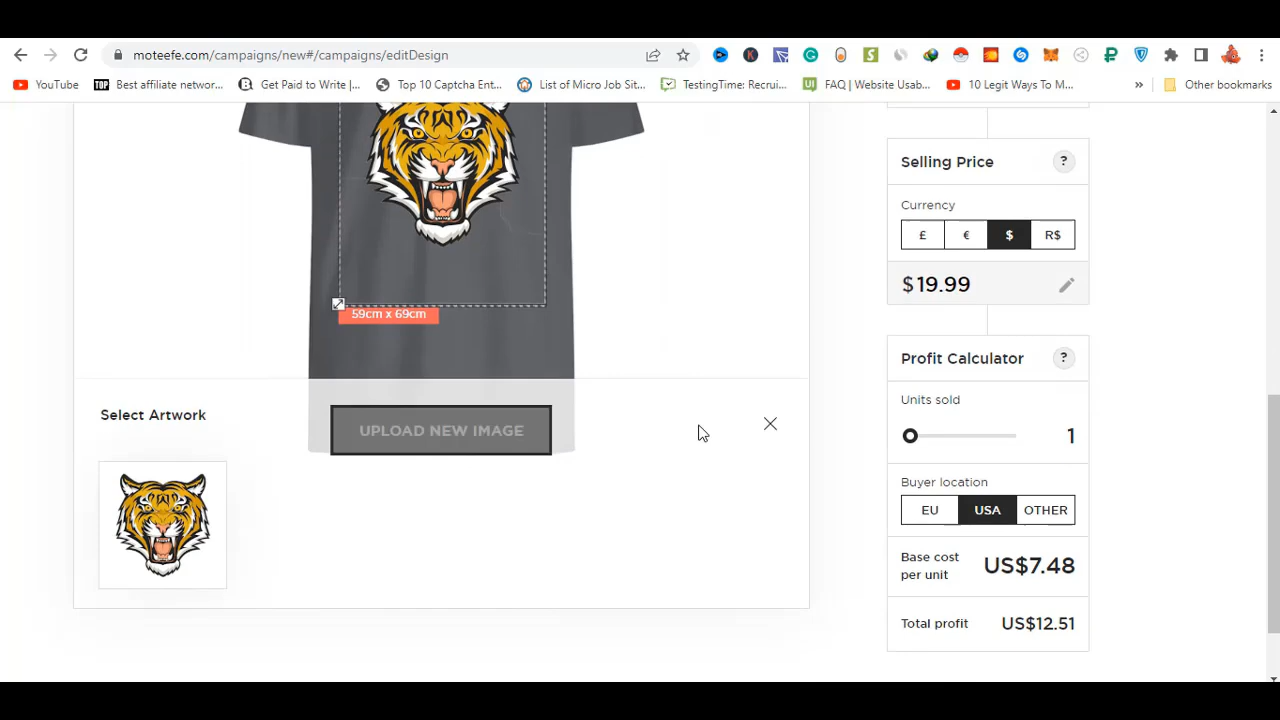 moteefe.com/campaigns/new#/campaigns/editDesign
YouTube
TOP Best affiliate networ...
Get Paid to Write |...
Top 10 Captcha Ent...
List of Micro Job Sit...
TestingTime: Recrui...
UI FAQ | Website Usab...
10 Legit Ways To M...
»
Other bookmarks
59cm x 69cm
Select Artwork
UPLOAD NEW IMAGE
Selling Price ?
Currency
£ € $ R$
$19.99
Profit Calculator ?
Units sold
1
Buyer location
EU USA OTHER
Base cost
per unit
US$7.48
Total profit US$12.51